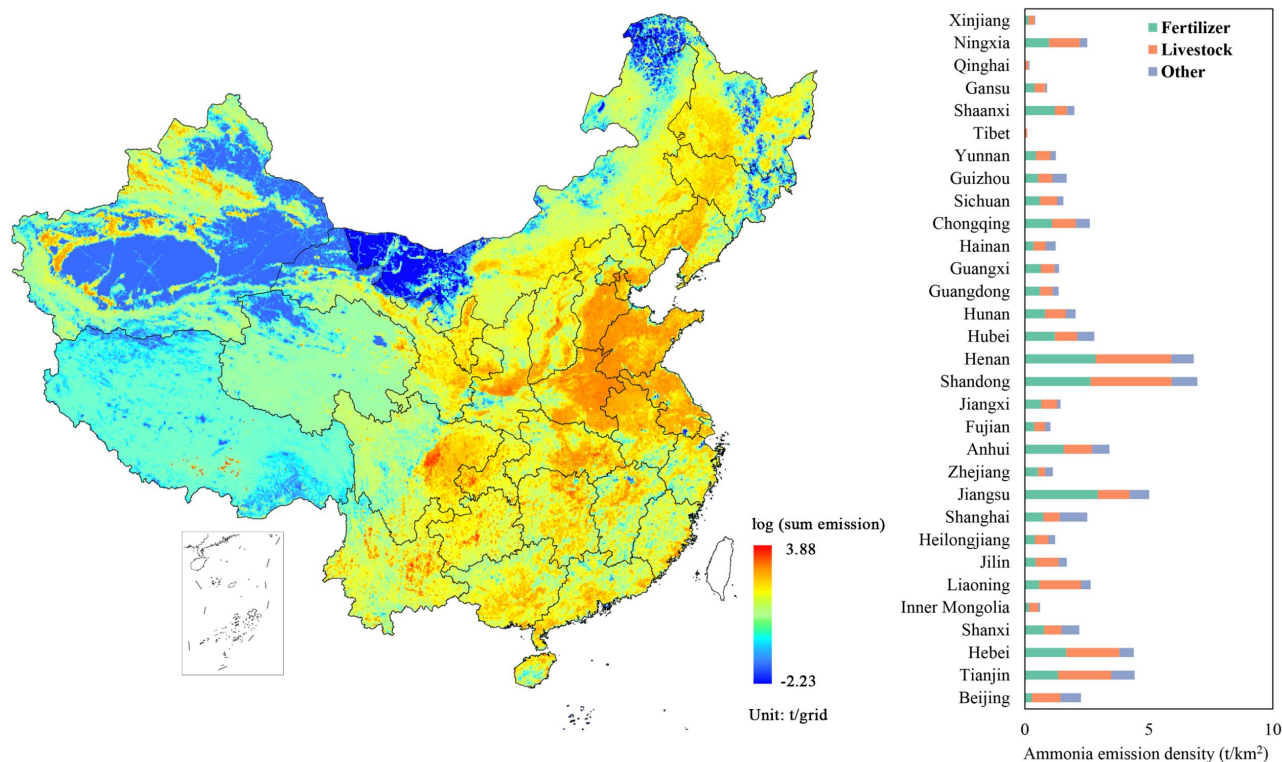 log (sum emission)
3.88
-2.23
Unit: t/grid
Fertilizer
Livestock
Other
Xinjiang
Ningxia
Qinghai
Gansu
Shaanxi
Tibet
Yunnan
Guizhou
Sichuan
Chongqing
Hainan
Guangxi
Guangdong
Hunan
Hubei
Henan
Shandong
Jiangxi
Fujian
Anhui
Zhejiang
Jiangsu
Shanghai
Heilongjiang
Jilin
Liaoning
Inner Mongolia
Shanxi
Hebei
Tianjin
Beijing
0 5 10
Ammonia emission density (t/km²)